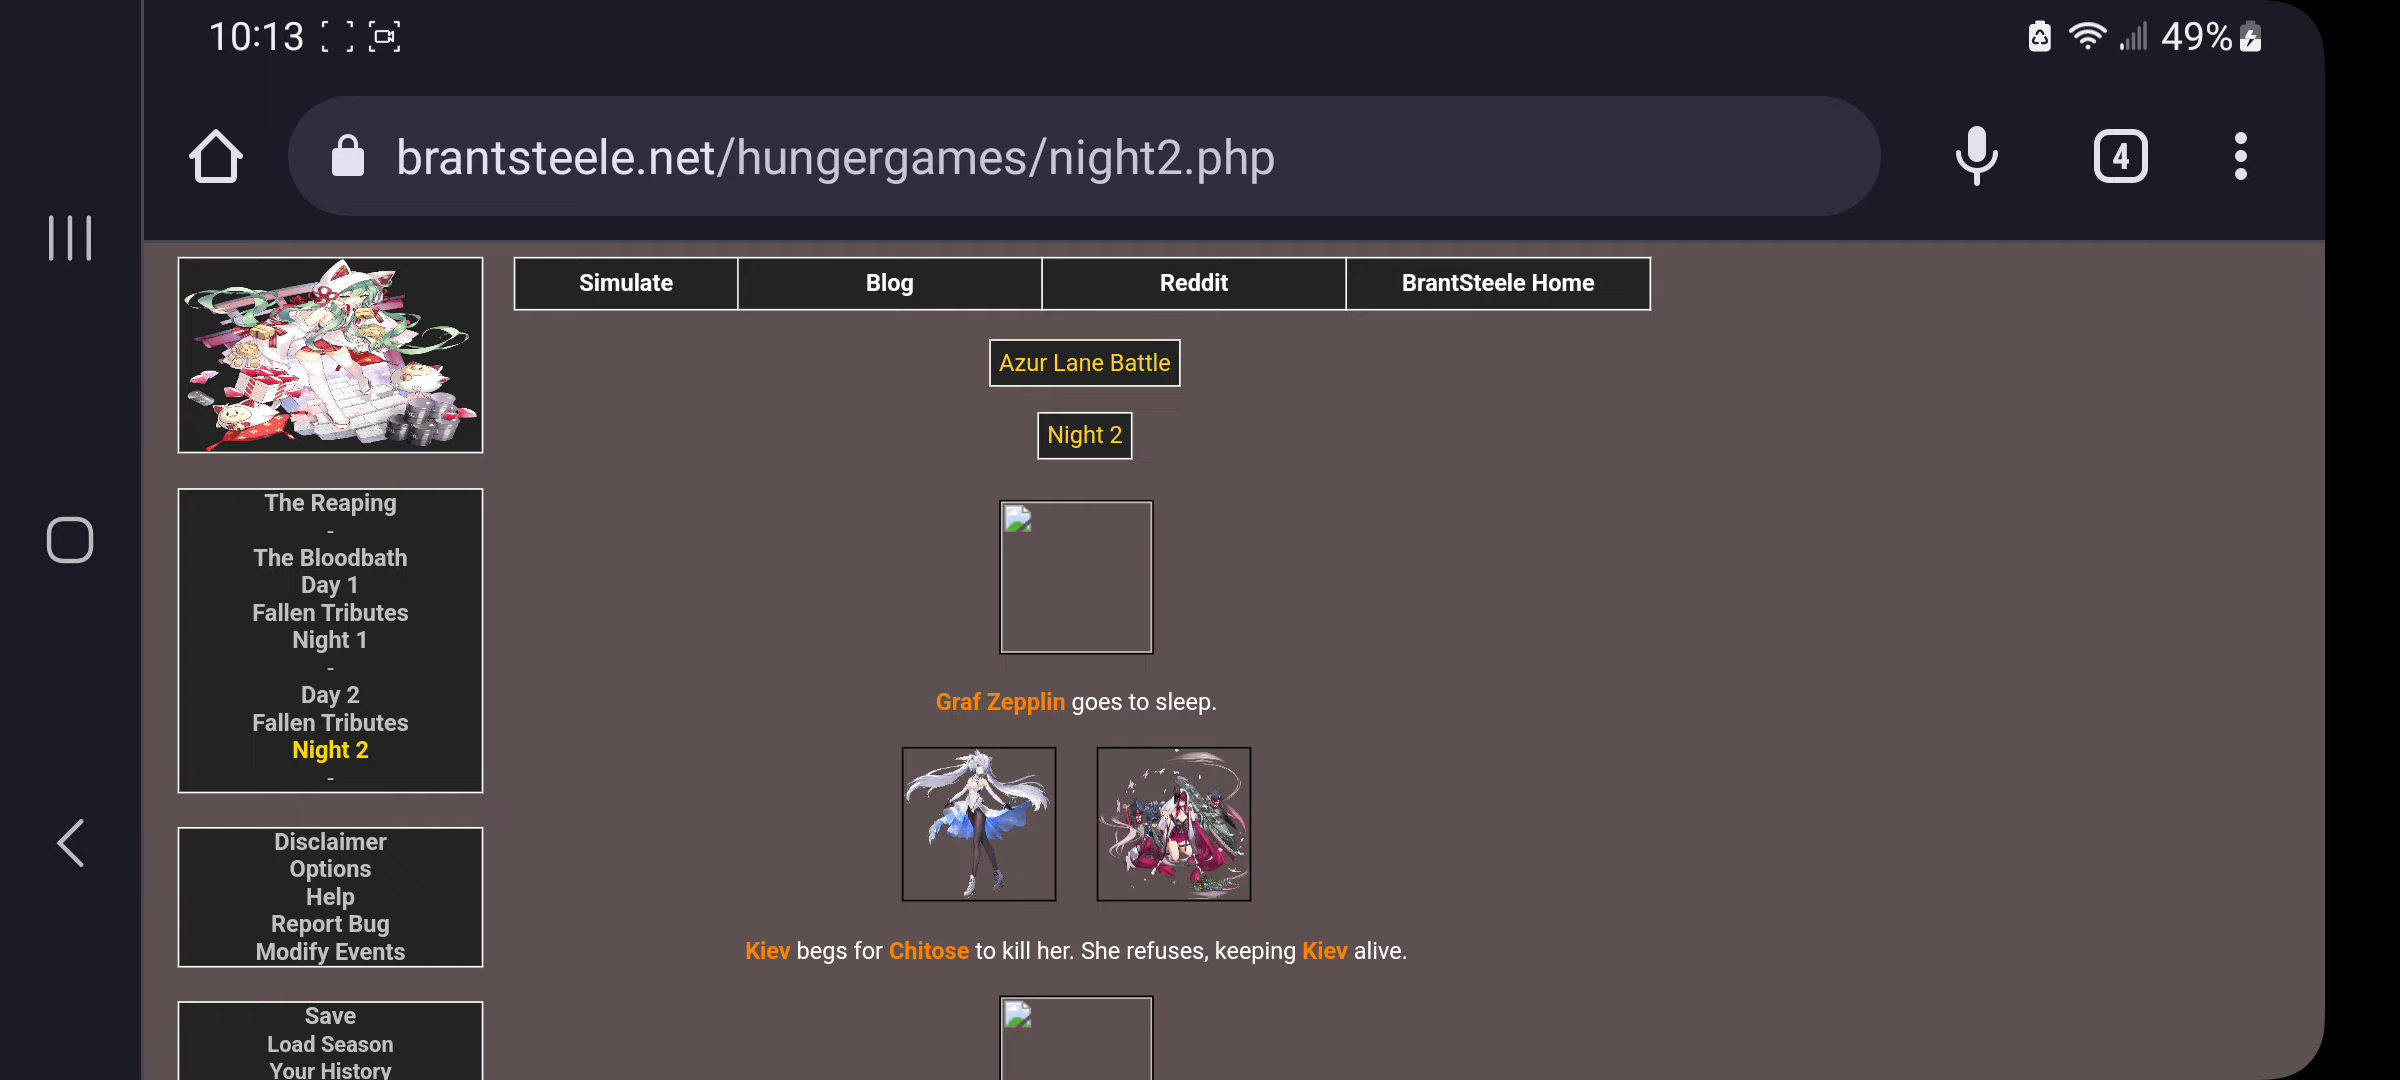 10:13
49%
brantsteele.net/hungergames/night2.php
4
Simulate
Blog
Reddit
BrantSteele Home
Azur Lane Battle
Night 2
The Reaping
-
The Bloodbath
Day 1
Fallen Tributes
Night 1
-
Day 2
Fallen Tributes
Night 2
-
Disclaimer
Options
Help
Report Bug
Modify Events
Save
Load Season
Your History
Graf Zepplin goes to sleep.
Kiev begs for Chitose to kill her. She refuses, keeping Kiev alive.